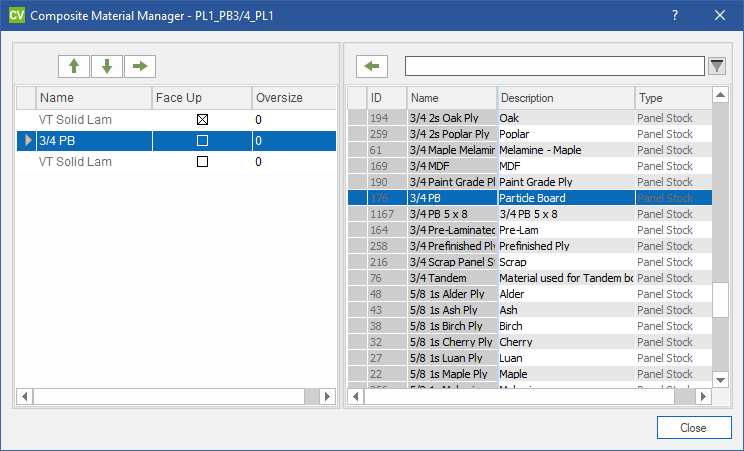 CV Composite Material Manager - PL1_PB3/4_PL1 ?
Name Face Up Oversize
VT Solid Lam 0
3/4 PB 0
VT Solid Lam 0
ID Name Description Type
194 3/4 2s Oak Ply Oak Panel Stock
259 3/4 2s Poplar Ply Poplar Panel Stock
61 3/4 Maple Melamin Melamine - Maple Panel Stock
169 3/4 MDF MDF Panel Stock
190 3/4 Paint Grade Pl Paint Grade Ply Panel Stock
176 3/4 PB Particle Board Panel Stock
1167 3/4 PB 5 x 8 3/4 PB 5 x 8 Panel Stock
164 3/4 Pre-Laminated Pre-Lam Panel Stock
258 3/4 Prefinished Ply Prefinished Ply Panel Stock
216 3/4 Scrap Panel S Scrap Panel Stock
76 3/4 Tandem Material used for Tandem bo Panel Stock
48 5/8 1s Alder Ply Alder Panel Stock
43 5/8 1s Ash Ply Ash Panel Stock
38 5/8 1s Birch Ply Birch Panel Stock
32 5/8 1s Cherry Ply Cherry Panel Stock
27 5/8 1s Luan Ply Luan Panel Stock
22 5/8 1s Maple Ply Maple Panel Stock
Close